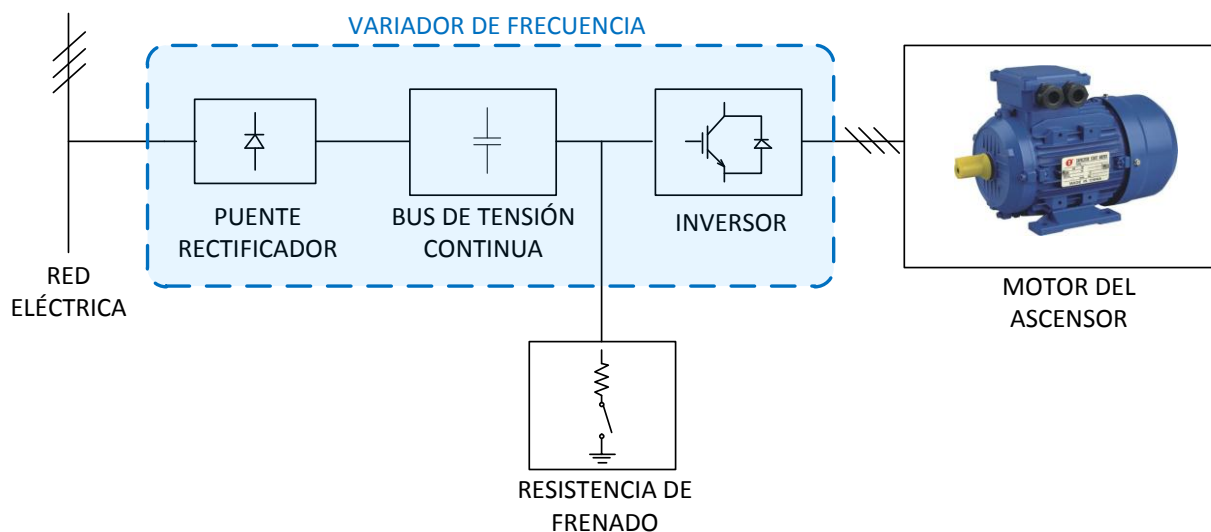 VARIADOR DE FRECUENCIA
PUENTE
RECTIFICADOR
BUS DE TENSIÓN
CONTINUA
INVERSOR
RED
ELÉCTRICA
MOTOR DEL
ASCENSOR
RESISTENCIA DE
FRENADO